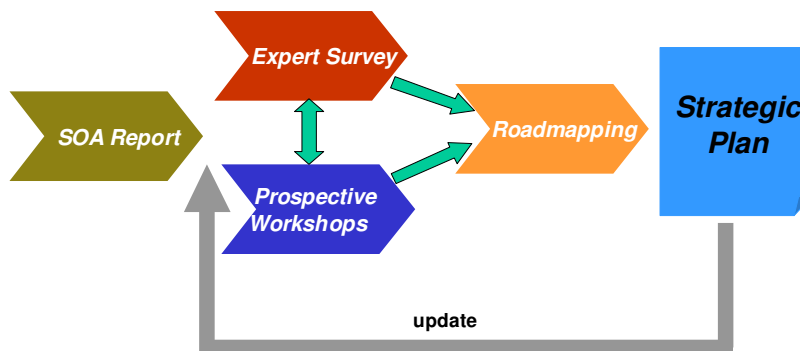 SOA Report
Expert Survey
Prospective
Workshops
Roadmapping
Strategic
Plan
update